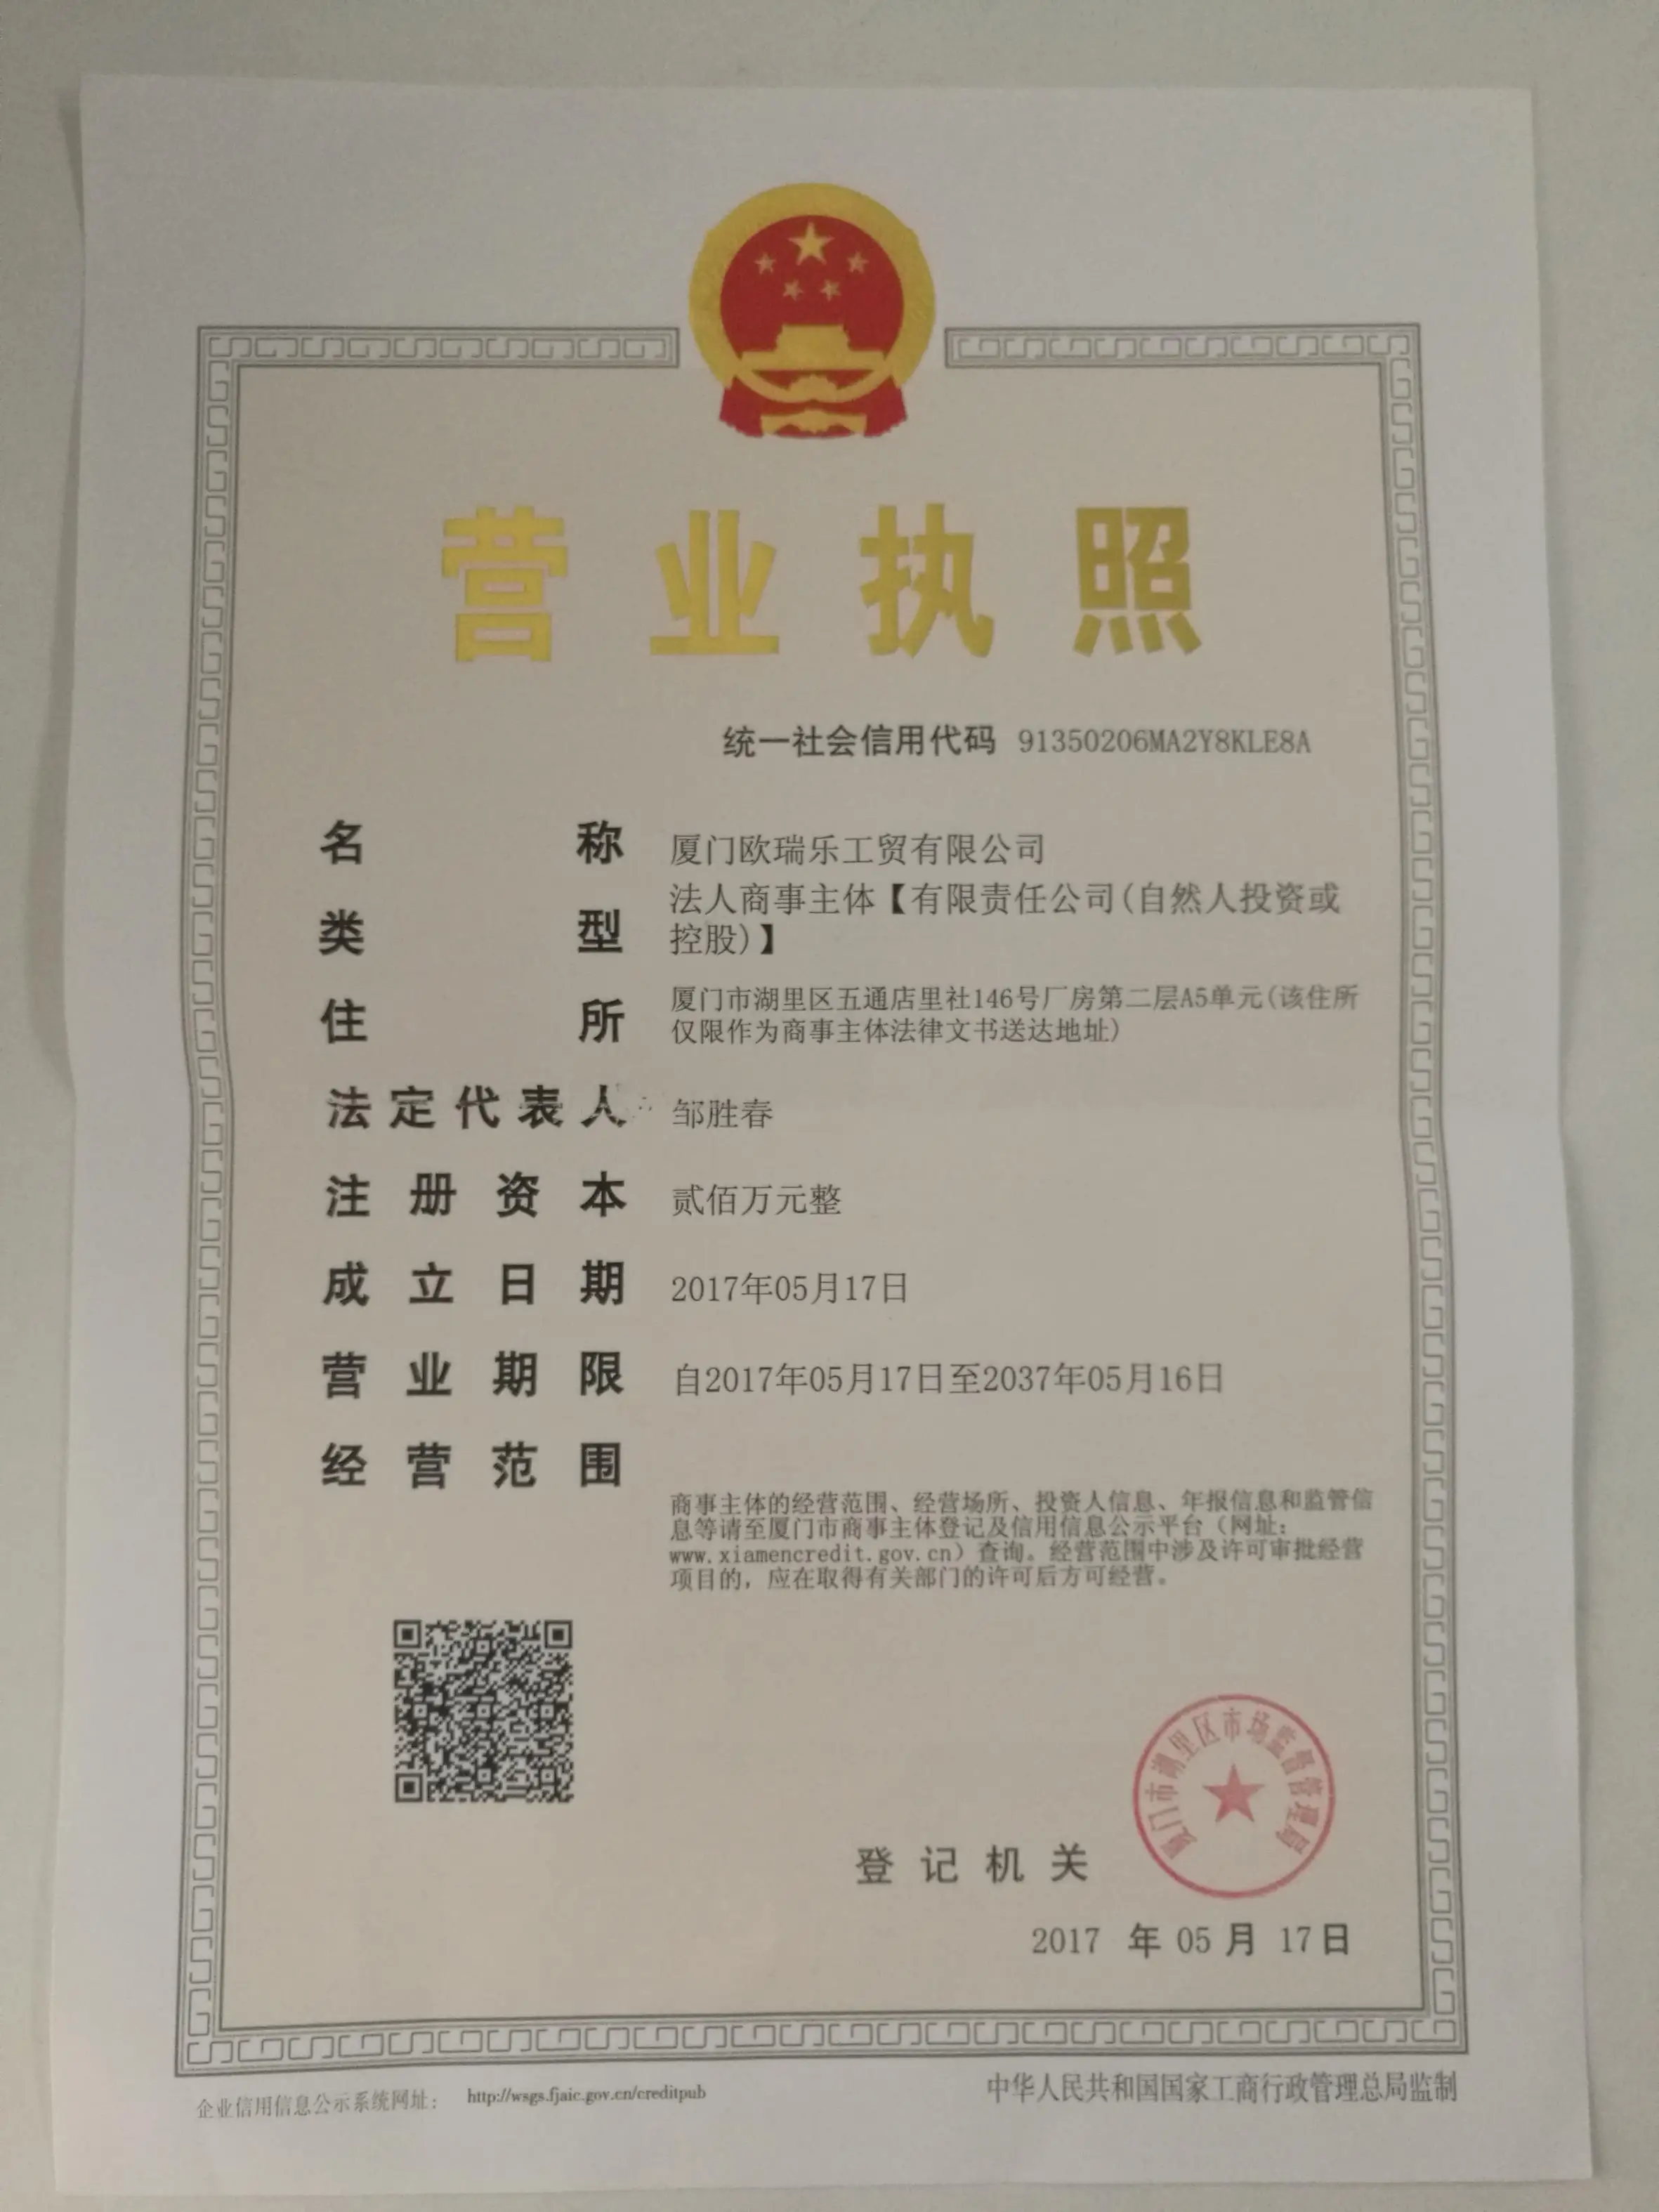 营业执照
统一社会信用代码 91350206MA2Y8KLE8A
名称 厦门欧瑞乐工贸有限公司
类型 法人商事主体【有限责任公司(自然人投资或
控股)】
住所 厦门市湖里区五通店里社146号厂房第二层A5单元(该住所
仅限作为商事主体法律文书送达地址)
法定代表人 邹胜春
注册资本 贰佰万元整
成立日期 2017年05月17日
营业期限 自2017年05月17日至2037年05月16日
经营范围
商事主体的经营范围、经营场所、投资人信息、年报信息和监管信
息等请至厦门市商事主体登记及信用信息公示平台（网址：
www.xiamencredit.gov.cn）查询。经营范围中涉及许可审批经营
项目的，应在取得有关部门的许可后方可经营。
厦门市湖里区市场监督管理局
登记机关
2017 年 05 月 17 日
企业信用信息公示系统网址： http://wsgs.fjaic.gov.cn/creditpub
中华人民共和国国家工商行政管理总局监制